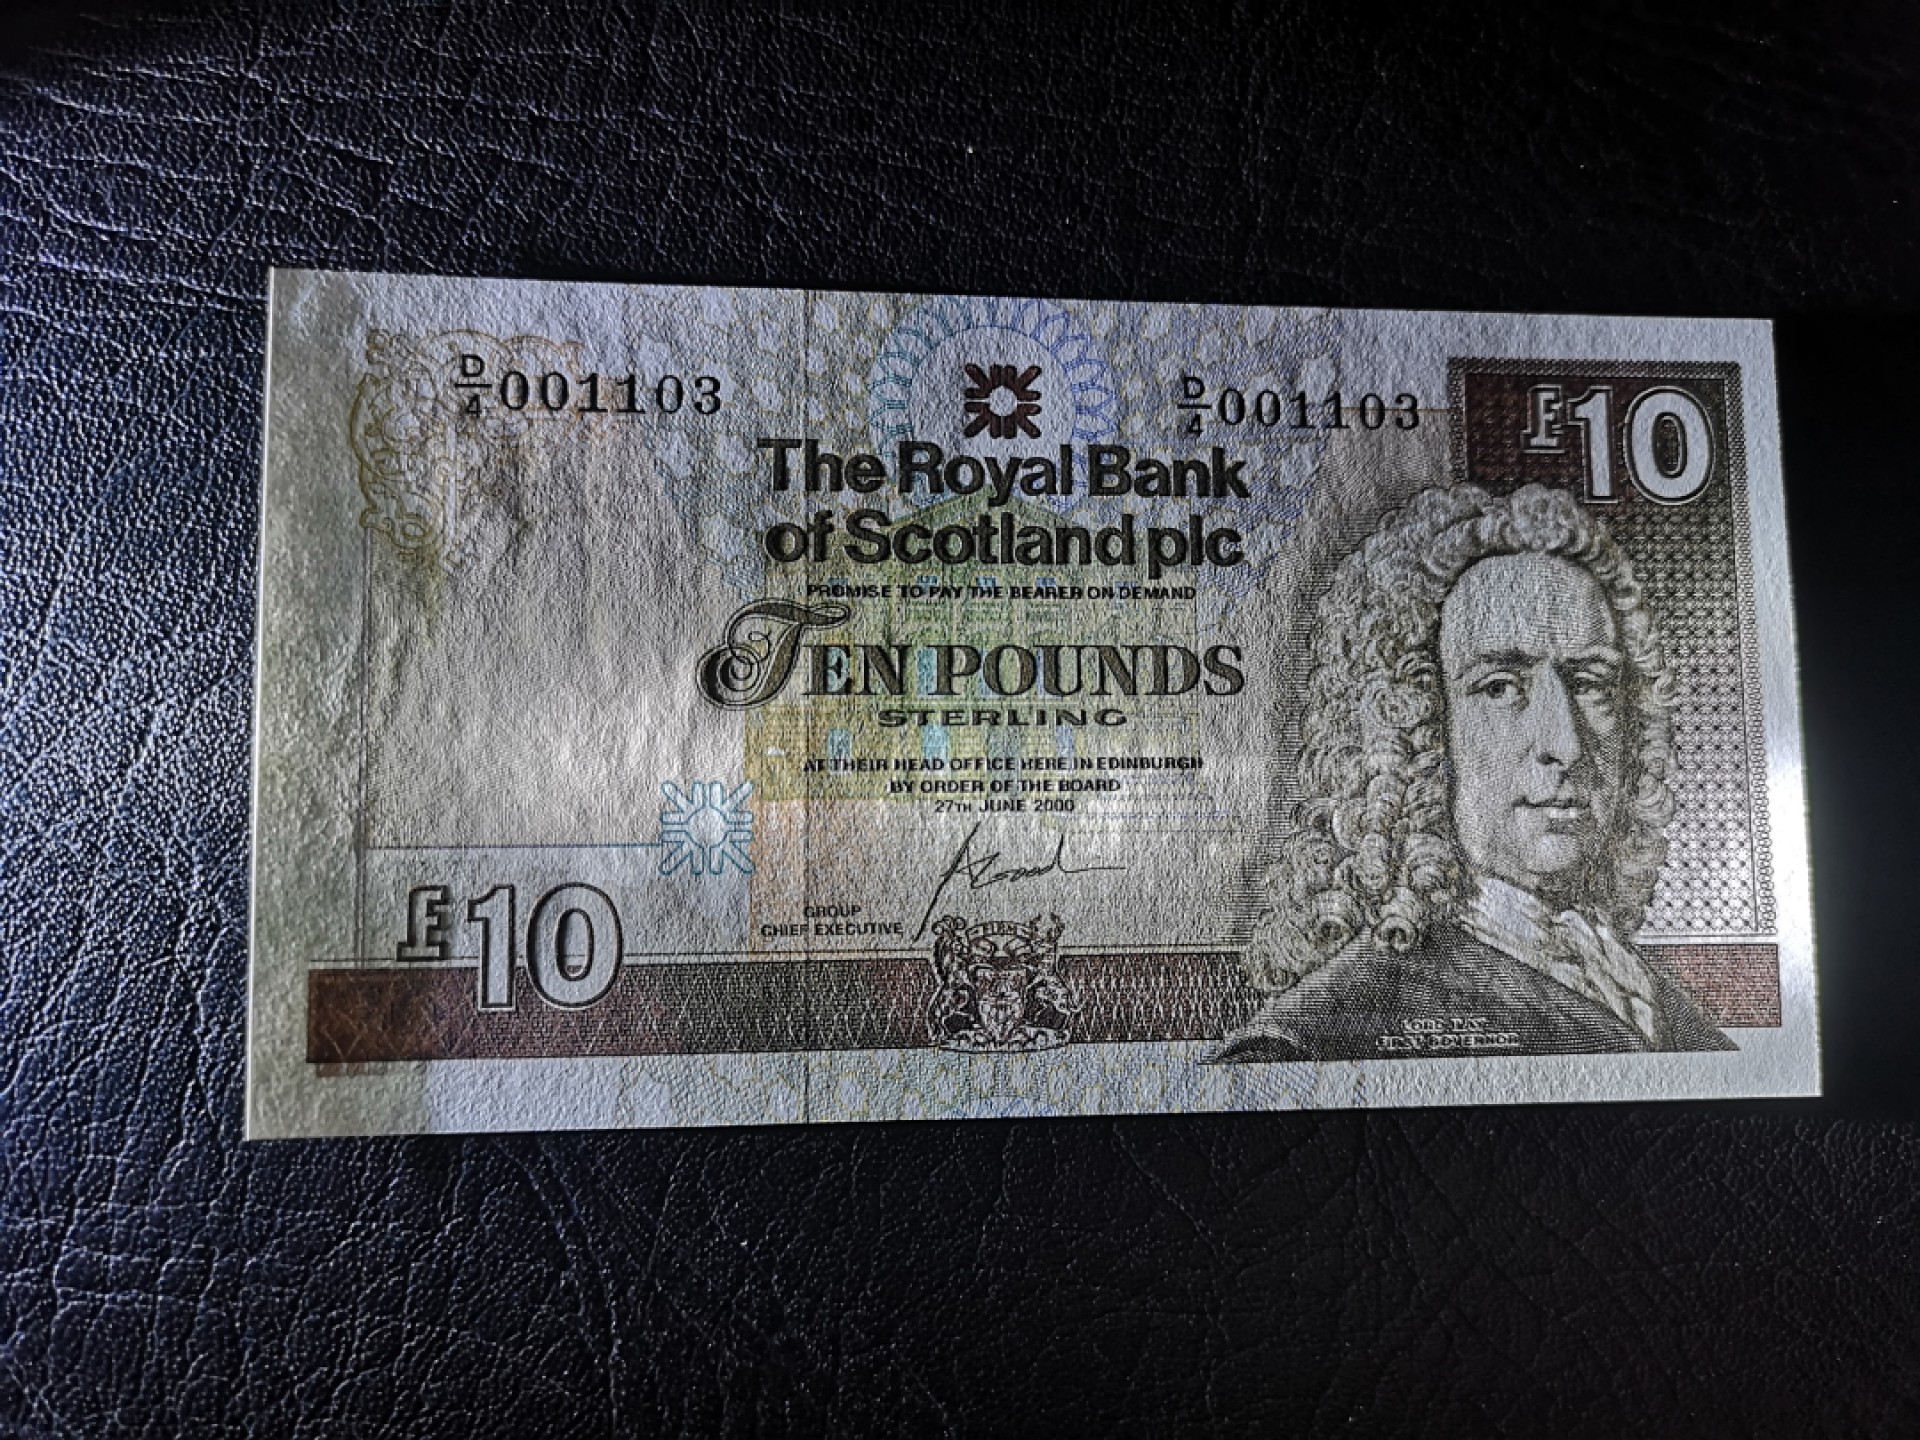 D/4 001103
D/4 001103
£10
The Royal Bank
of Scotland plc
PROMISE TO PAY THE BEARER ON DEMAND
TEN POUNDS
STERLING
AT THEIR HEAD OFFICE HERE IN EDINBURGH
BY ORDER OF THE BOARD
27TH JUNE 2000
GROUP
CHIEF EXECUTIVE
£10
FIRM
LORD ILAY
FIRST GOVERNOR